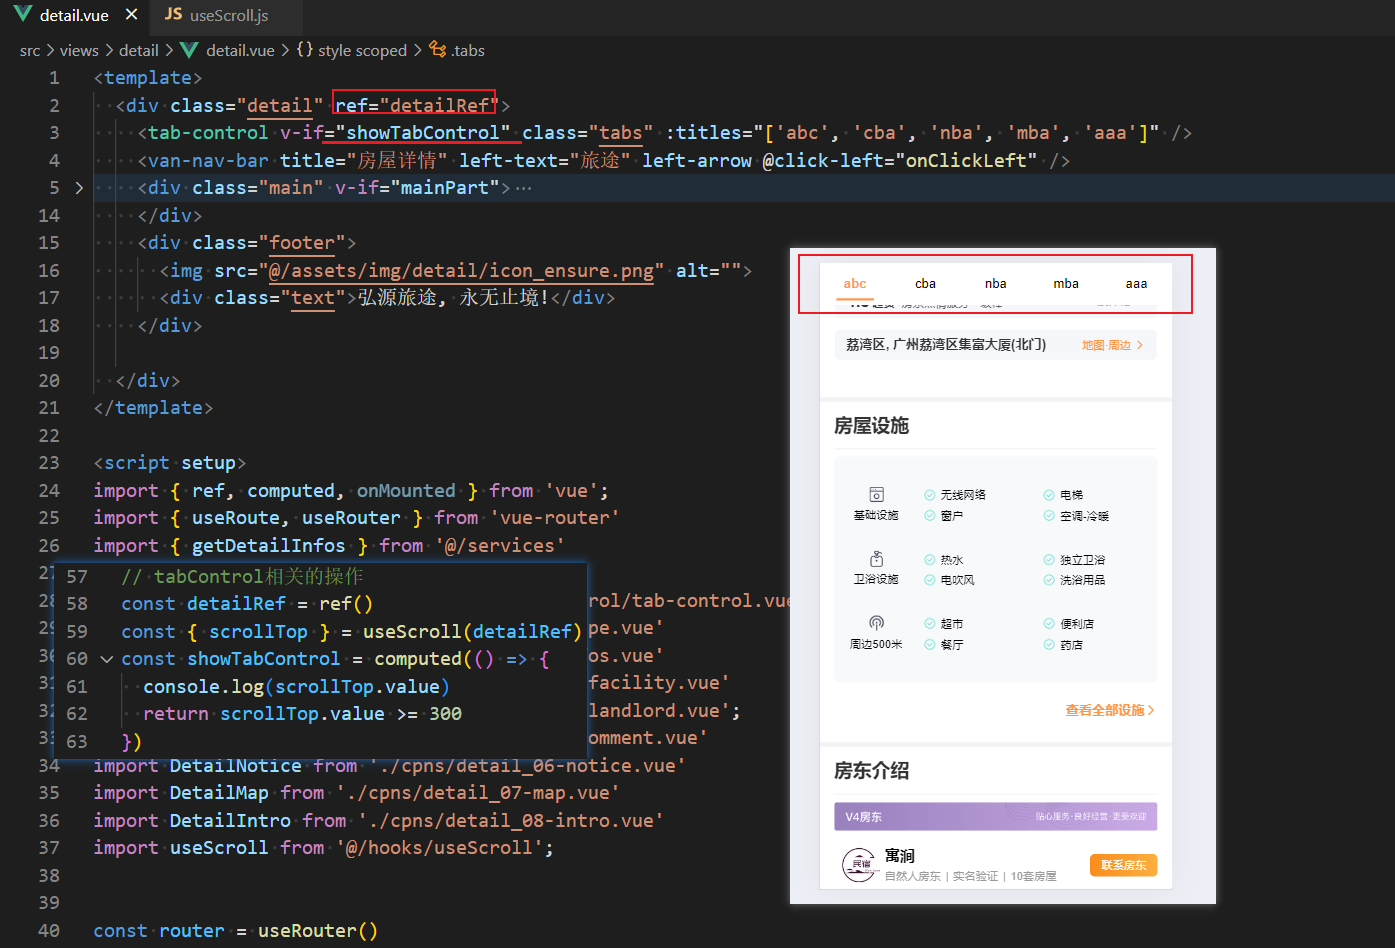 detail.vue
JS useScroll.js
src > views > detail > detail.vue > {} style scoped > .tabs
1 <template>
2 <div class="detail" ref="detailRef">
3 <tab-control v-if="showTabControl" class="tabs" :titles="['abc', 'cba', 'nba', 'mba', 'aaa']" />
4 <van-nav-bar title="房屋详情" left-text="旅途" left-arrow @click-left="onClickLeft" />
5 <div class="main" v-if="mainPart">…
14 </div>
15 <div class="footer">
16 <img src="@/assets/img/detail/icon_ensure.png" alt="">
17 <div class="text">弘源旅途, 永无止境!</div>
18 </div>
19
20 </div>
21 </template>
22
23 <script setup>
24 import { ref, computed, onMounted } from 'vue';
25 import { useRoute, useRouter } from 'vue-router'
26 import { getDetailInfos } from '@/services'
57 // tabControl相关的操作
58 const detailRef = ref()
59 const { scrollTop } = useScroll(detailRef)
60 const showTabControl = computed(() => {
61 console.log(scrollTop.value)
62 return scrollTop.value >= 300
63 })
rol/tab-control.vue
pe.vue'
os.vue'
facility.vue'
landlord.vue';
omment.vue'
34 import DetailNotice from './cpns/detail_06-notice.vue'
35 import DetailMap from './cpns/detail_07-map.vue'
36 import DetailIntro from './cpns/detail_08-intro.vue'
37 import useScroll from '@/hooks/useScroll';
38
39
40 const router = useRouter()
abc cba nba mba aaa
荔湾区, 广州荔湾区集富大厦(北门) 地图·周边
房屋设施
基础设施
无线网络 电梯
窗户 空调-冷暖
卫浴设施
热水 独立卫浴
电吹风 洗浴用品
周边500米
超市 便利店
餐厅 药店
查看全部设施
房东介绍
V4房东 贴心服务·良好经营·更受欢迎
民宿
寓涧
自然人房东 | 实名验证 | 10套房屋
联系房东